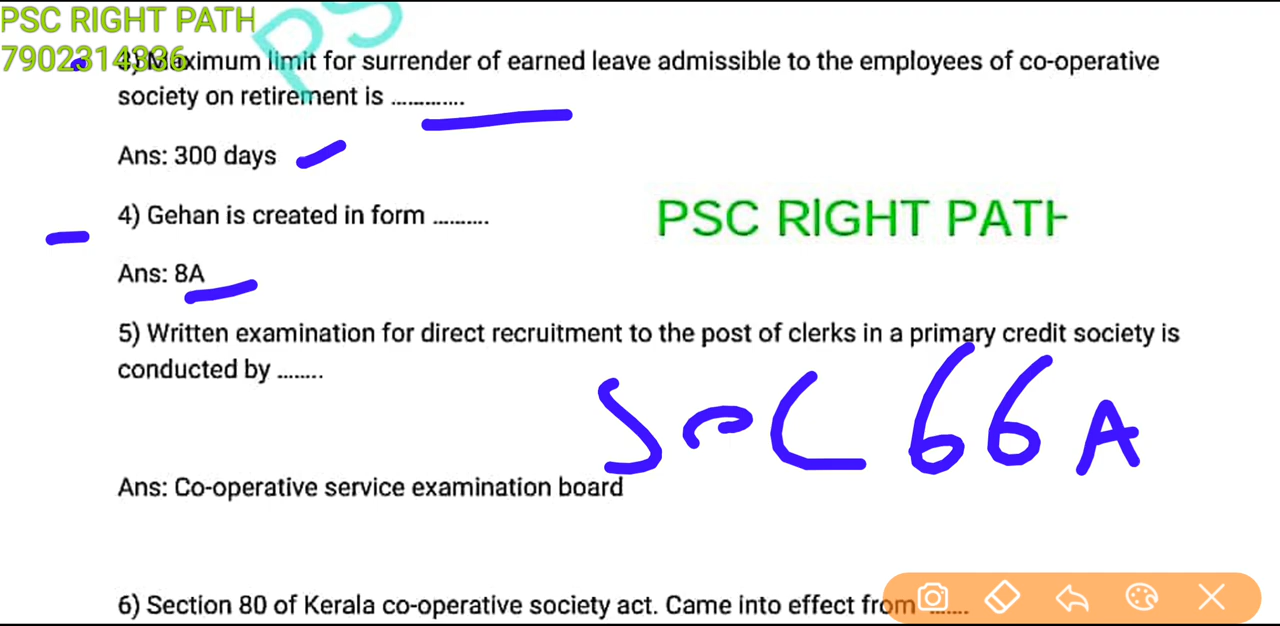 PSC RIGHT PATH
7902314336
3) Maximum limit for surrender of earned leave admissible to the employees of co-operative
society on retirement is .............
Ans: 300 days
4) Gehan is created in form ..........
PSC RIGHT PATH
Ans: 8A
5) Written examination for direct recruitment to the post of clerks in a primary credit society is
conducted by ........
Sec 66A
Ans: Co-operative service examination board
6) Section 80 of Kerala co-operative society act. Came into effect from .......